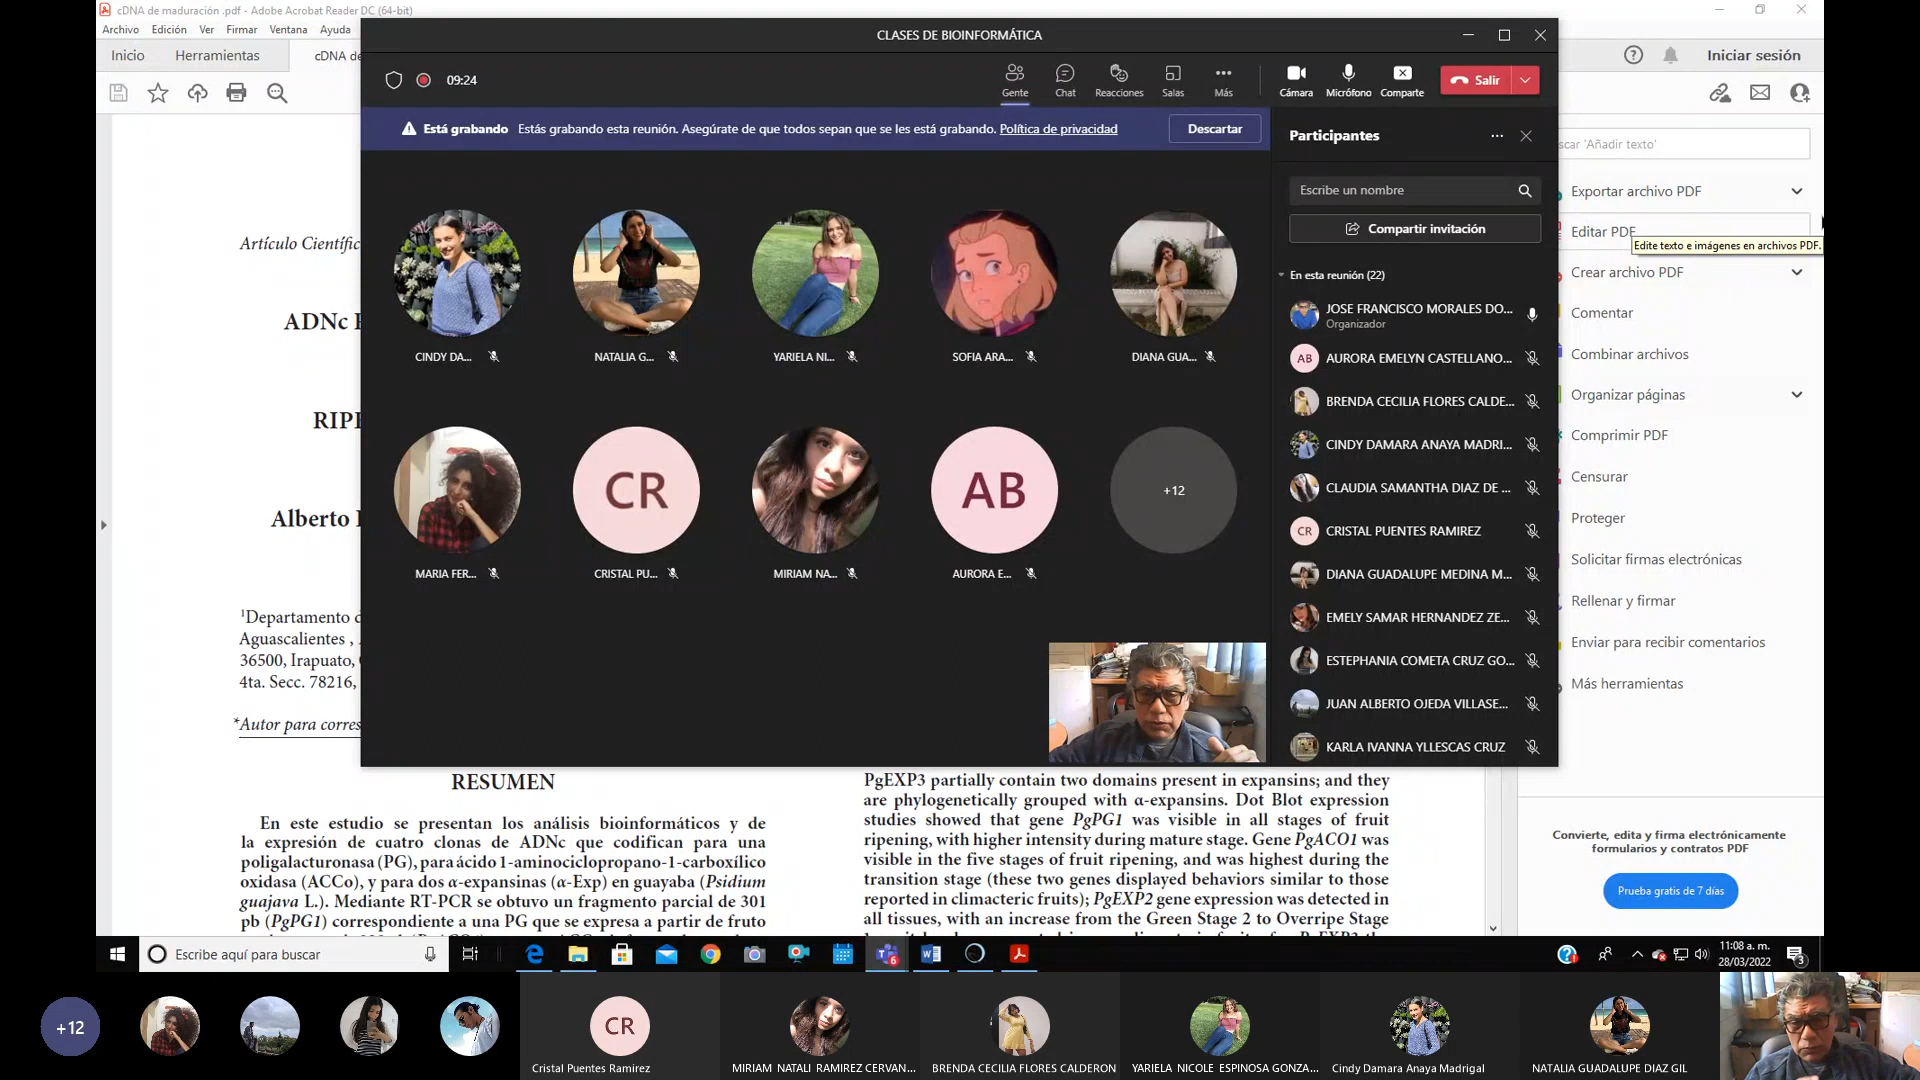 cDNA de maduración .pdf - Adobe Acrobat Reader DC (64-bit)
Archivo Edición Ver Firmar Ventana Ayuda
Inicio Herramientas cDNA de
Iniciar sesión
CLASES DE BIOINFORMÁTICA
09:24
Gente Chat Reacciones Salas Más Cámara Micrófono Comparte Salir
Está grabando Estás grabando esta reunión. Asegúrate de que todos sepan que se les está grabando. Política de privacidad Descartar
CINDY DA... NATALIA G... YARIELA NI... SOFIA ARA... DIANA GUA...
CR AB +12
MARIA FER... CRISTAL PU... MIRIAM NA... AURORA E...
Participantes
Escribe un nombre
Compartir invitación
En esta reunión (22)
JOSE FRANCISCO MORALES DO...
Organizador
AB AURORA EMELYN CASTELLANO...
BRENDA CECILIA FLORES CALDE...
CINDY DAMARA ANAYA MADRI...
CLAUDIA SAMANTHA DIAZ DE ...
CR CRISTAL PUENTES RAMIREZ
DIANA GUADALUPE MEDINA M...
EMELY SAMAR HERNANDEZ ZE...
ESTEPHANIA COMETA CRUZ GO...
JUAN ALBERTO OJEDA VILLASE...
KARLA IVANNA YLLESCAS CRUZ
'Añadir texto'
Exportar archivo PDF
Editar PDF
Edite texto e imágenes en archivos PDF.
Crear archivo PDF
Comentar
Combinar archivos
Organizar páginas
Comprimir PDF
Censurar
Proteger
Solicitar firmas electrónicas
Rellenar y firmar
Enviar para recibir comentarios
Más herramientas
Convierte, edita y firma electrónicamente
formularios y contratos PDF
Prueba gratis de 7 días
Artículo Científic
ADNc
RIPE
Alberto
1Departamento d
Aguascalientes ,
36500, Irapuato,
4ta. Secc. 78216,
*Autor para corres
RESUMEN
En este estudio se presentan los análisis bioinformáticos y de
la expresión de cuatro clonas de ADNc que codifican para una
poligalacturonasa (PG), para ácido 1-aminociclopropano-1-carboxílico
oxidasa (ACCo), y para dos α-expansinas (α-Exp) en guayaba (Psidium
guajava L.). Mediante RT-PCR se obtuvo un fragmento parcial de 301
pb (PgPG1) correspondiente a una PG que se expresa a partir de fruto
PgEXP3 partially contain two domains present in expansins; and they
are phylogenetically grouped with α-expansins. Dot Blot expression
studies showed that gene PgPG1 was visible in all stages of fruit
ripening, with higher intensity during mature stage. Gene PgACO1 was
visible in the five stages of fruit ripening, and was highest during the
transition stage (these two genes displayed behaviors similar to those
reported in climacteric fruits); PgEXP2 gene expression was detected in
all tissues, with an increase from the Green Stage 2 to Overripe Stage
Escribe aquí para buscar
6
11:08 a. m.
28/03/2022
3
+12
CR
Cristal Puentes Ramirez
MIRIAM NATALI RAMIREZ CERVAN...
BRENDA CECILIA FLORES CALDERON
YARIELA NICOLE ESPINOSA GONZA...
Cindy Damara Anaya Madrigal
NATALIA GUADALUPE DIAZ GIL